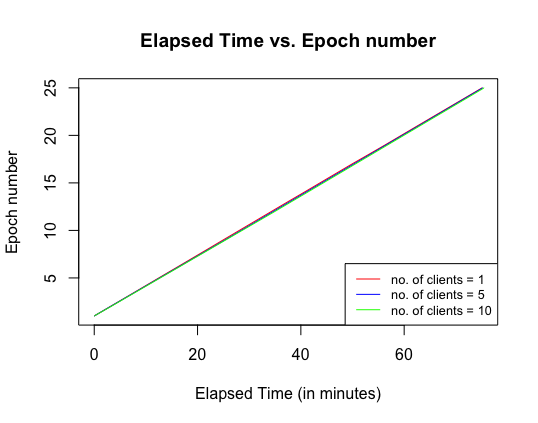 Elapsed Time vs. Epoch number
Epoch number
25
20
15
10
5
no. of clients = 1
no. of clients = 5
no. of clients = 10
0 20 40 60
Elapsed Time (in minutes)